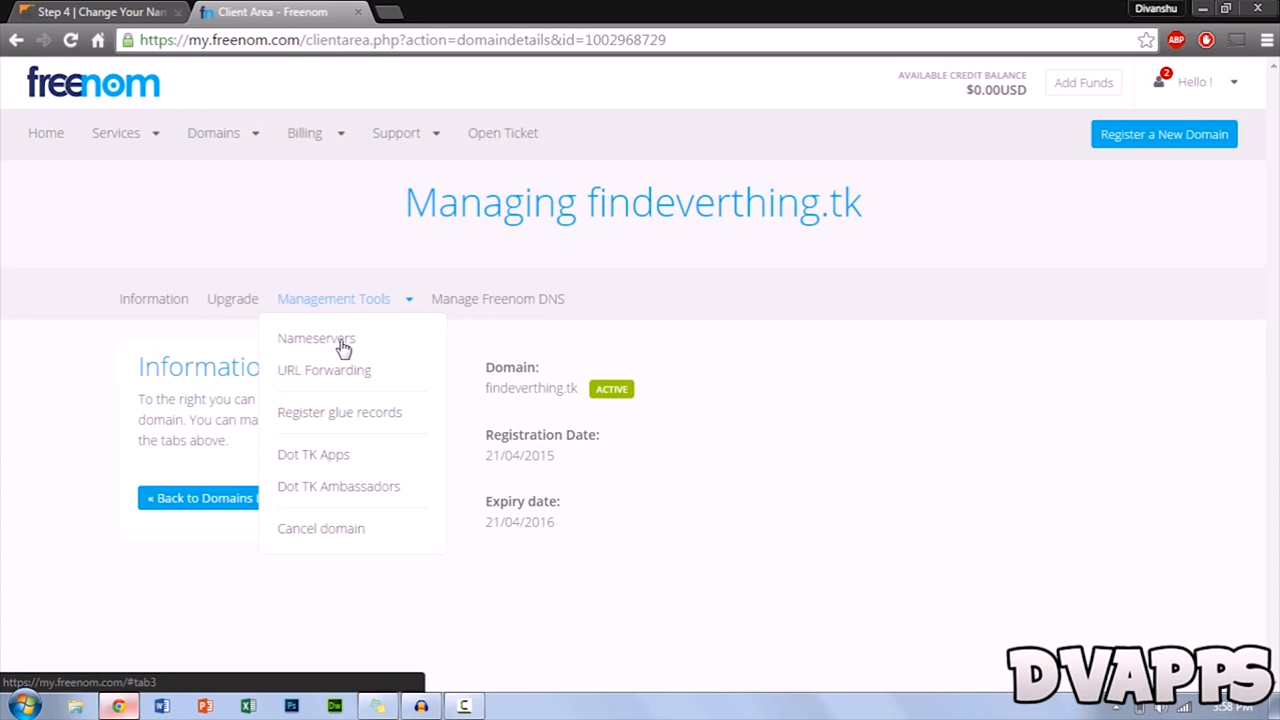 Step 4 | Change Your Nam
Client Area - Freenom
Divanshu
https://my.freenom.com/clientarea.php?action=domaindetails&id=1002968729
ABP
freenom
AVAILABLE CREDIT BALANCE
$0.00USD
Add Funds
2
Hello !
Home
Services
Domains
Billing
Support
Open Ticket
Register a New Domain
Managing findeverthing.tk
Information
Upgrade
Management Tools
Manage Freenom DNS
Nameservers
URL Forwarding
Register glue records
Dot TK Apps
Dot TK Ambassadors
Cancel domain
Informatio
To the right you can
domain. You can ma
the tabs above.
« Back to Domains
Domain:
findeverthing.tk
ACTIVE
Registration Date:
21/04/2015
Expiry date:
21/04/2016
https://my.freenom.com/#tab3
DVAPPS
3:58 PM